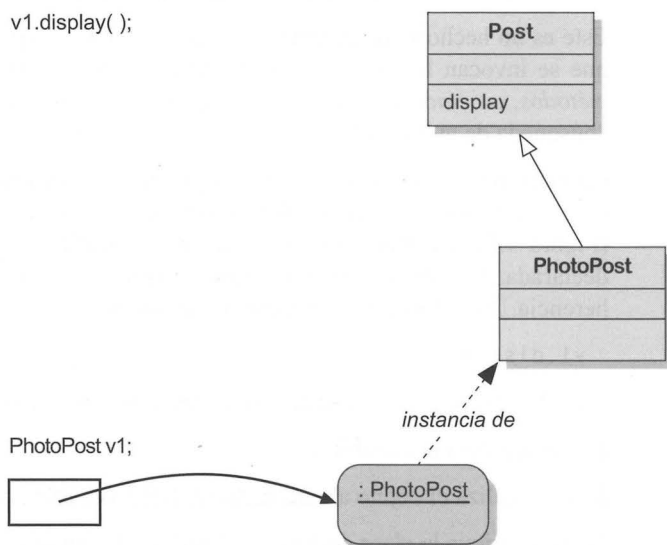 v1.display( );
Post
display
PhotoPost
instancia de
PhotoPost v1;
: PhotoPost